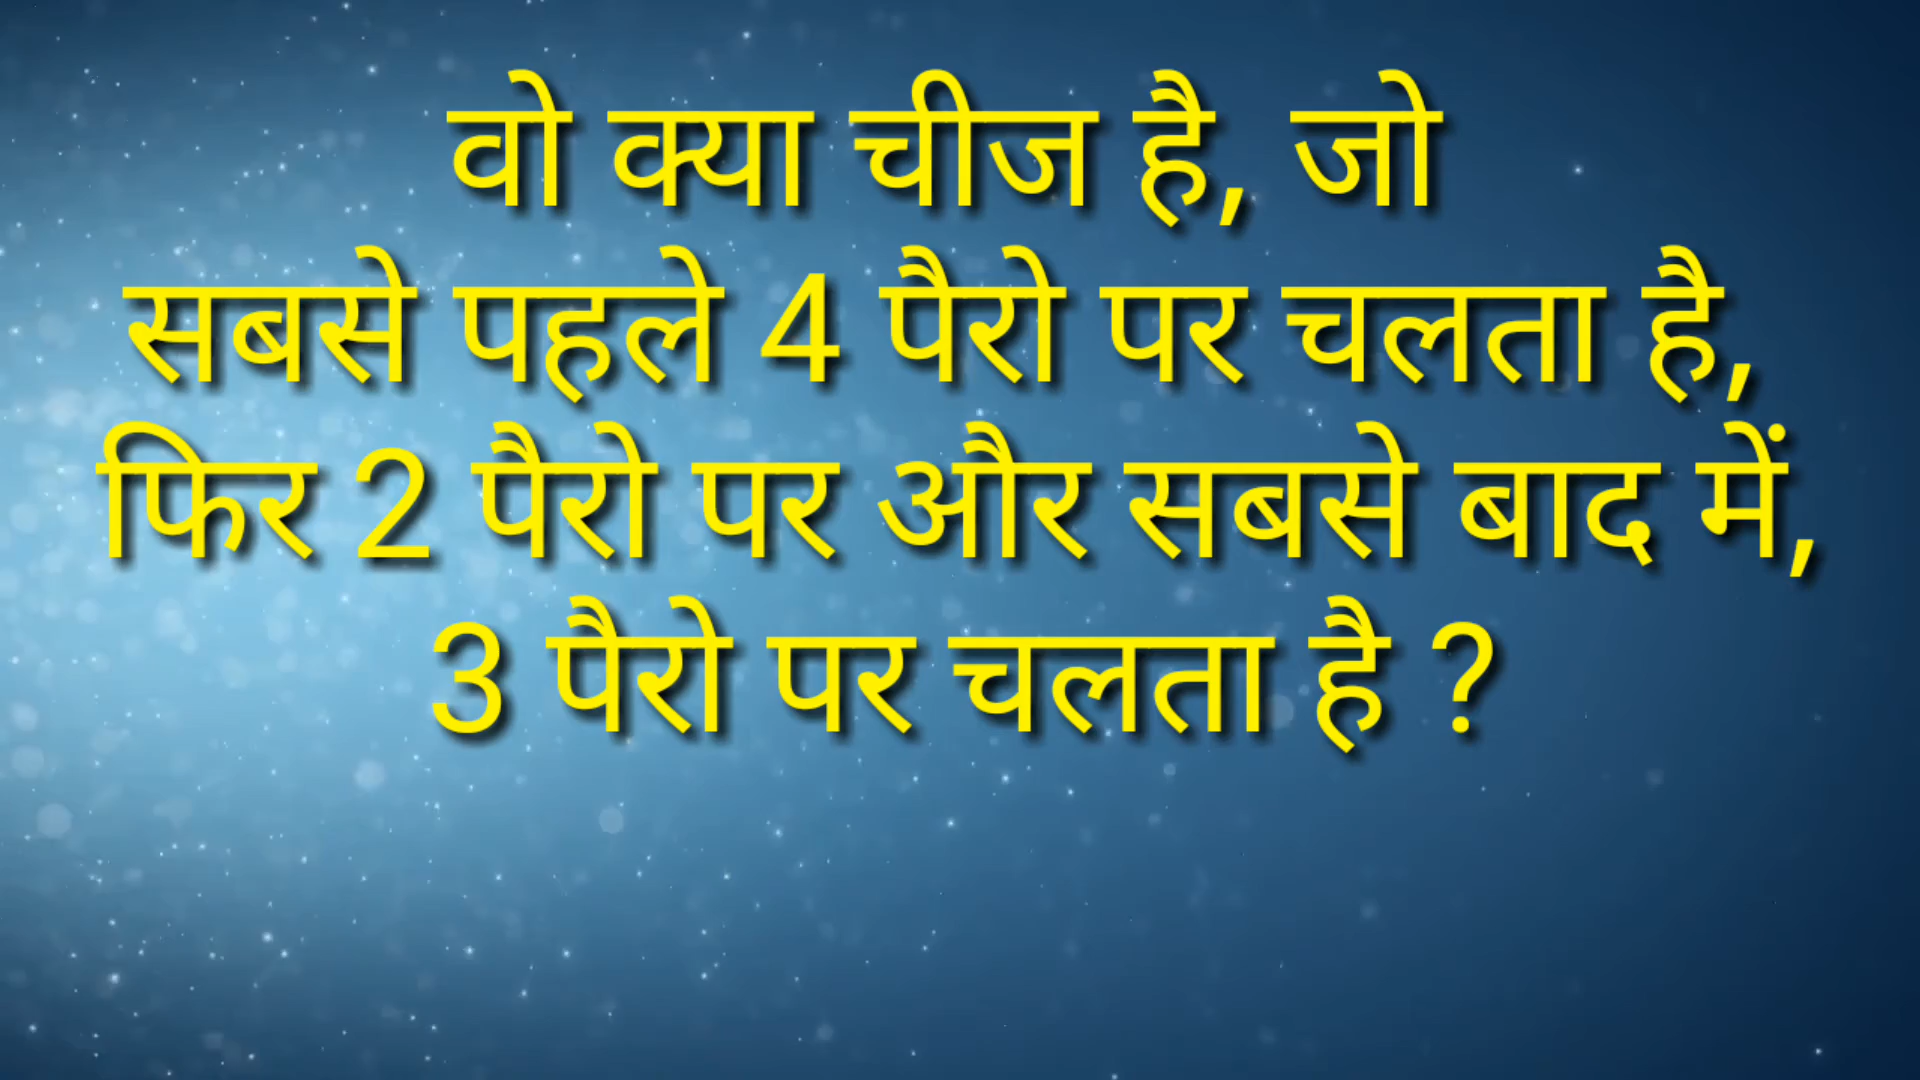 वो क्या चीज है, जो
सबसे पहले 4 पैरो पर चलता है,
फिर 2 पैरो पर और सबसे बाद में,
3 पैरो पर चलता है ?